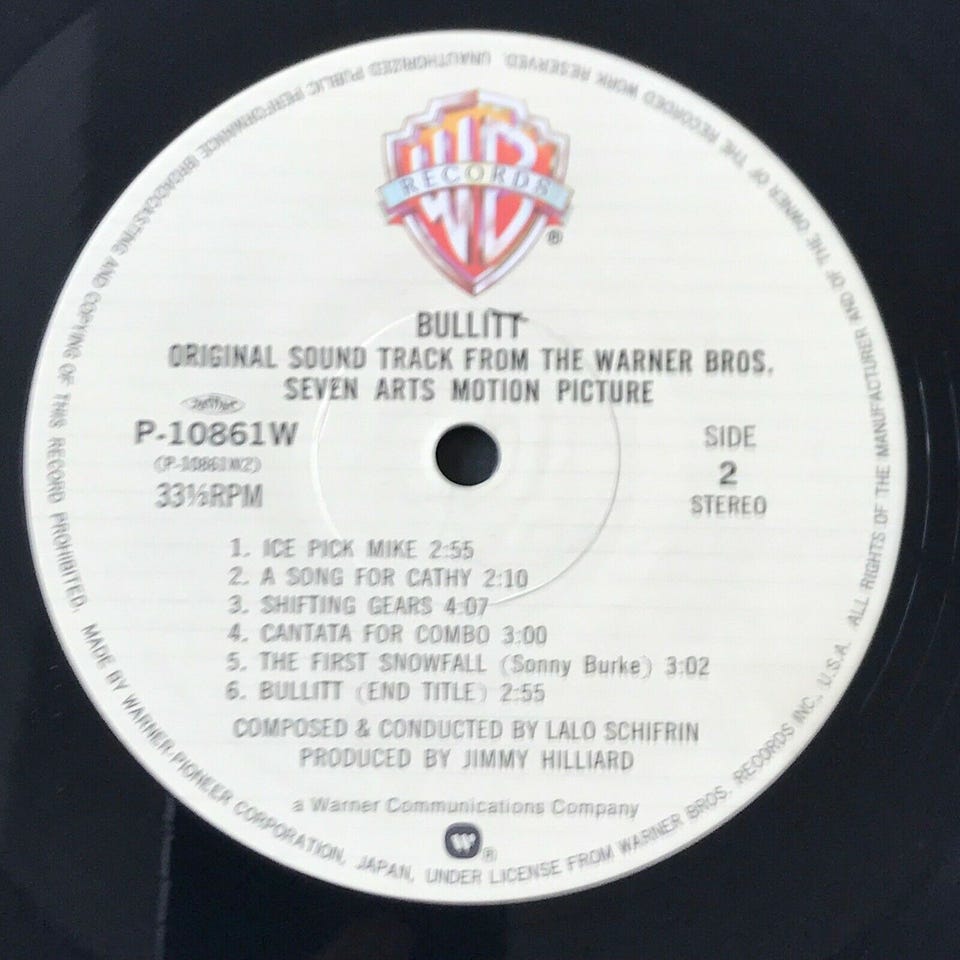 WB
RECORDS
®
BULLITT
ORIGINAL SOUND TRACK FROM THE WARNER BROS.
SEVEN ARTS MOTION PICTURE
P-10861W
(P-10861W2)
33⅓RPM
SIDE
2
STEREO
1. ICE PICK MIKE 2:55
2. A SONG FOR CATHY 2:10
3. SHIFTING GEARS 4:07
4. CANTATA FOR COMBO 3:00
5. THE FIRST SNOWFALL (Sonny Burke) 3:02
6. BULLITT (END TITLE) 2:55
COMPOSED & CONDUCTED BY LALO SCHIFRIN
PRODUCED BY JIMMY HILLIARD
a Warner Communications Company
®
MADE BY WARNER-PIONEER CORPORATION, JAPAN, UNDER LICENSE FROM WARNER BROS. RECORDS INC., U.S.A. ALL RIGHTS OF THE MANUFACTURER AND OF THE OWNER OF THE RECORDED WORK RESERVED. UNAUTHORIZED PUBLIC PERFORMANCE BROADCASTING AND COPYING OF THIS RECORD PROHIBITED.